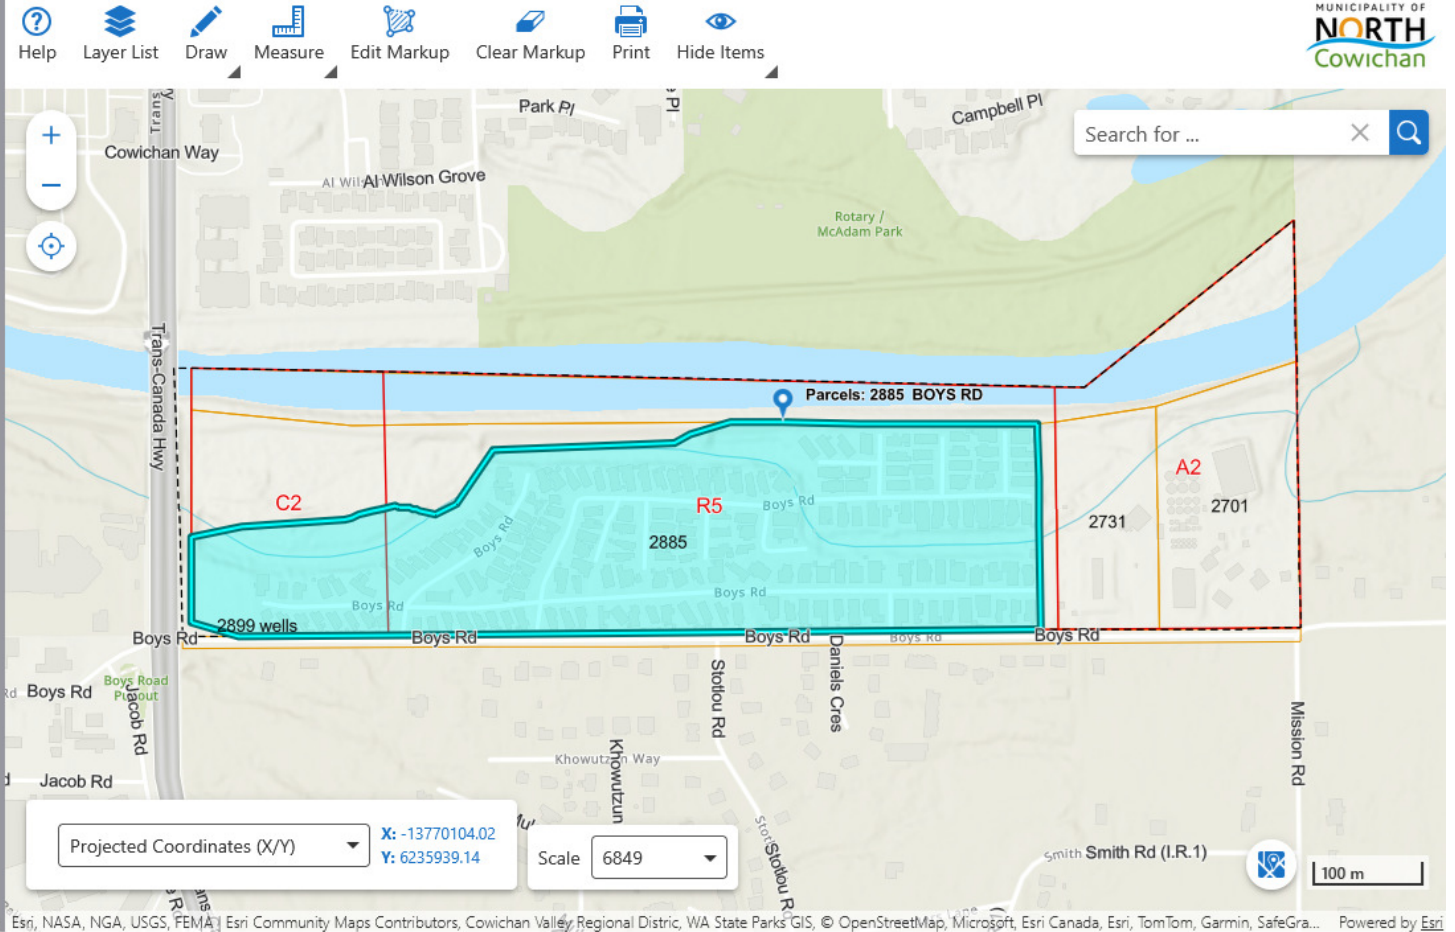 Help
Layer List
Draw
Measure
Edit Markup
Clear Markup
Print
Hide Items
MUNICIPALITY OF
NORTH
Cowichan
Park Pl
Campbell Pl
Search for ...
Cowichan Way
Al Wilson Grove
Rotary /
McAdam Park
Trans-Canada Hwy
Parcels: 2885 BOYS RD
C2
R5
A2
2701
2731
2885
Boys Rd
Boys Rd
Boys Rd
Boys Rd
2899 wells
Boys Rd
Boys Rd
Boys Rd
Boys Rd
Boys Rd
Boys Rd
Boys Road
Jacob Rd
Stotlou Rd
Daniels Cres
Mission Rd
Khowutzun Way
Khowutzun
Jacob Rd
Projected Coordinates (X/Y)
X: -13770104.02
Y: 6235939.14
Scale
6849
Stotlou Rd
Smith
Smith Rd (I.R.1)
100 m
Esri, NASA, NGA, USGS, FEMA | Esri Community Maps Contributors, Cowichan Valley Regional Distric, WA State Parks GIS, © OpenStreetMap, Microsoft, Esri Canada, Esri, TomTom, Garmin, SafeGra...
Powered by Esri